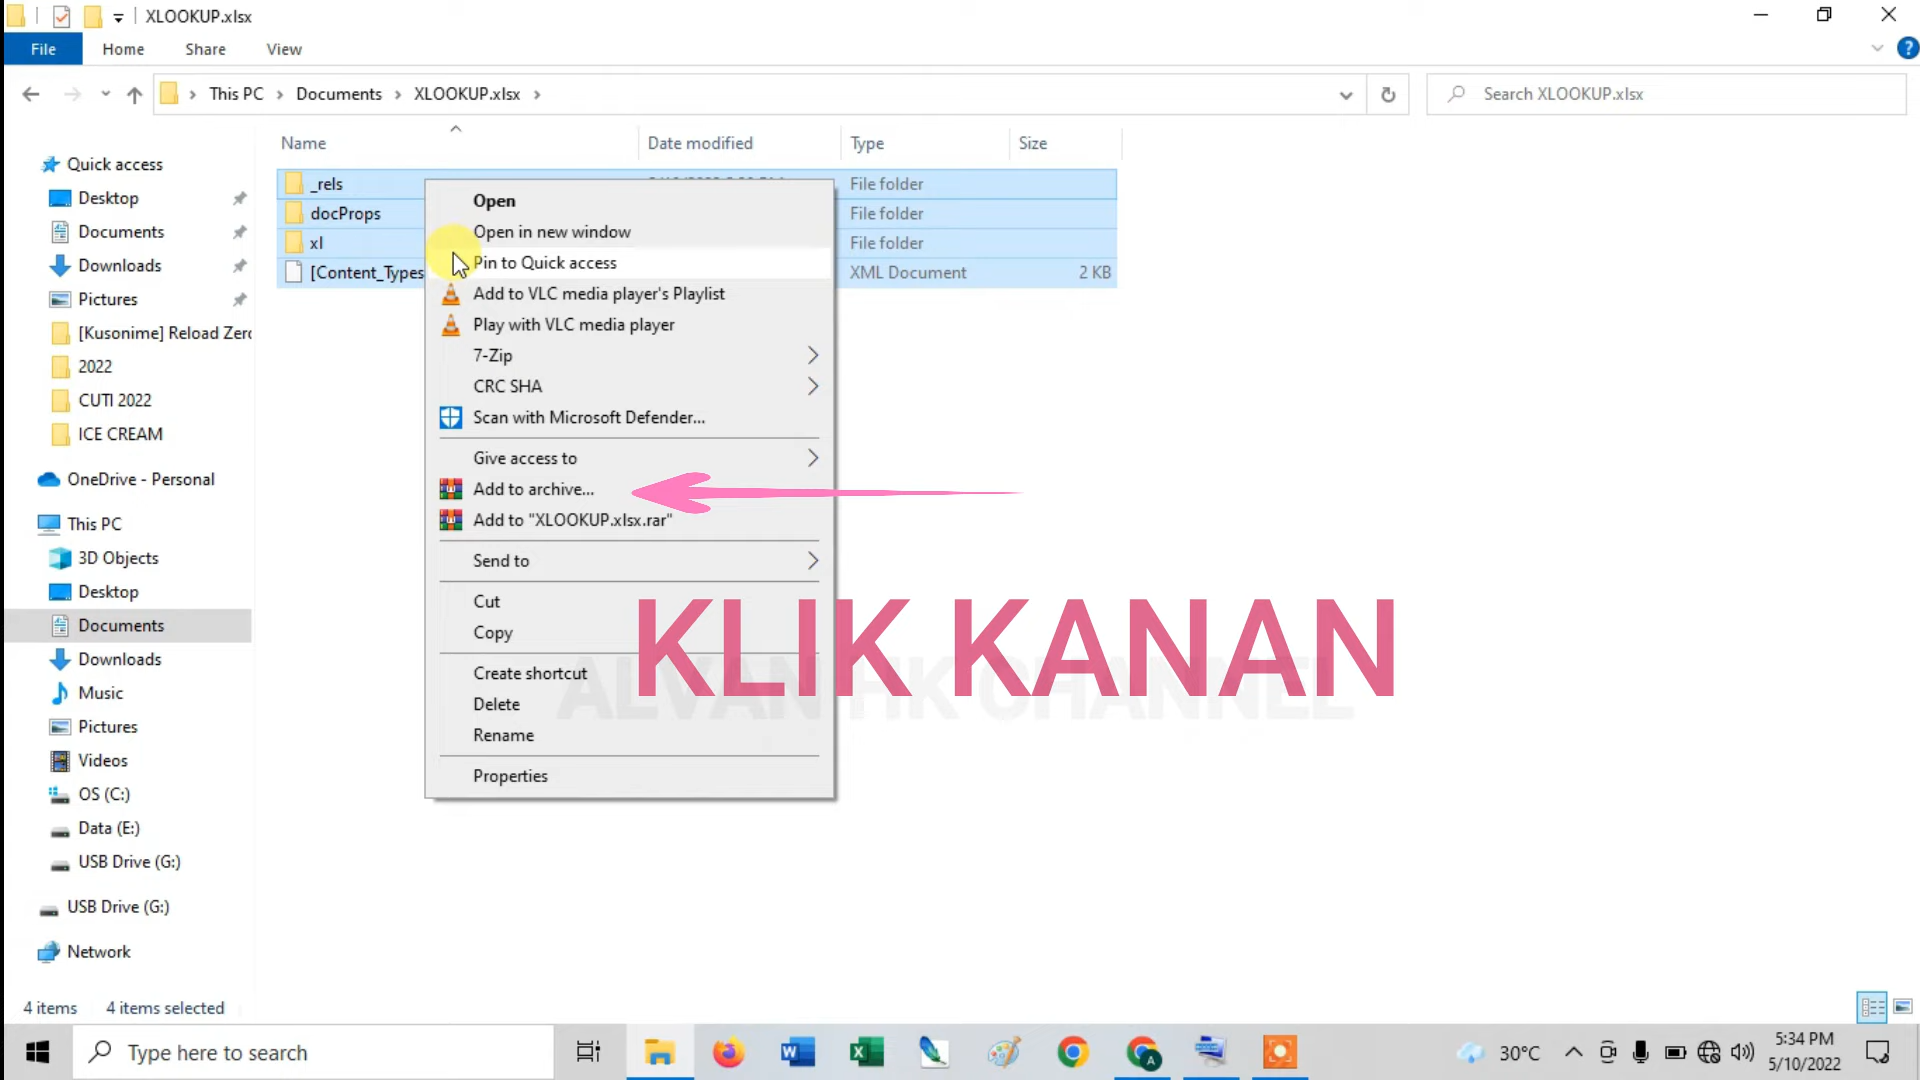 XLOOKUP.xlsx
File Home Share View
This PC Documents XLOOKUP.xlsx
Search XLOOKUP.xlsx
Name Date modified Type Size
_rels File folder
docProps File folder
xl File folder
[Content_Types XML Document 2 KB
Quick access
Desktop
Documents
Downloads
Pictures
[Kusonime] Reload Zero
2022
CUTI 2022
ICE CREAM
OneDrive - Personal
This PC
3D Objects
Desktop
Documents
Downloads
Music
Pictures
Videos
OS (C:)
Data (E:)
USB Drive (G:)
USB Drive (G:)
Network
Open
Open in new window
Pin to Quick access
Add to VLC media player's Playlist
Play with VLC media player
7-Zip
CRC SHA
Scan with Microsoft Defender...
Give access to
Add to archive...
Add to "XLOOKUP.xlsx.rar"
Send to
Cut
Copy
Create shortcut
Delete
Rename
Properties
KLIK KANAN
ALVAN HK CHANNEL
4 items 4 items selected
Type here to search
30°C
5:34 PM
5/10/2022